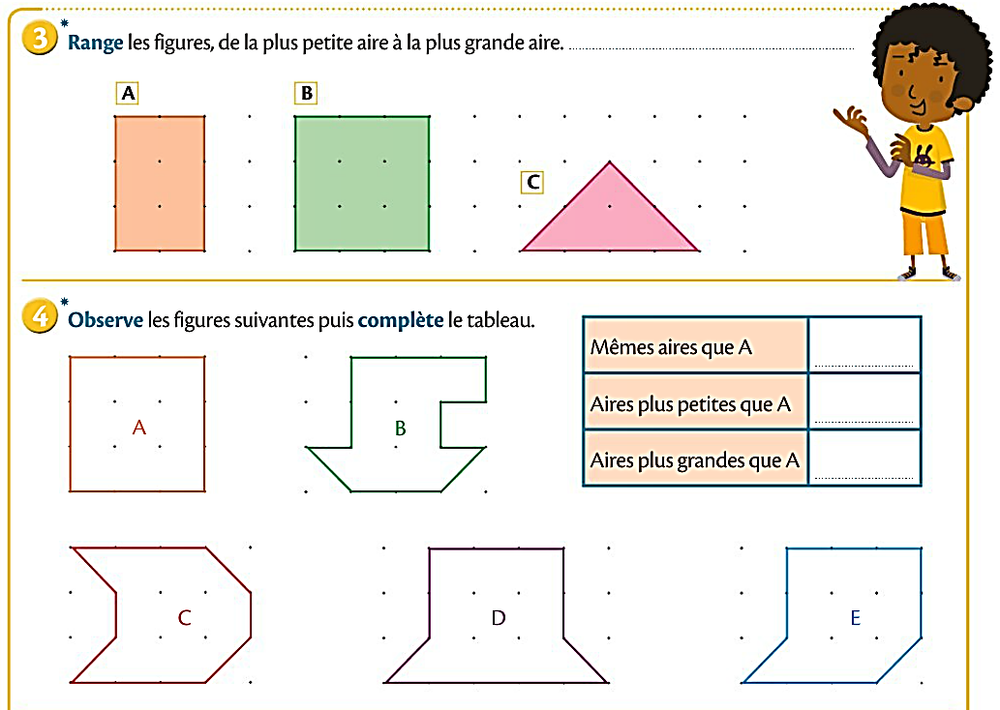 3* Range les figures, de la plus petite aire à la plus grande aire.
A
B
C
4* Observe les figures suivantes puis complète le tableau.
Mêmes aires que A
Aires plus petites que A
Aires plus grandes que A
A
B
C
D
E